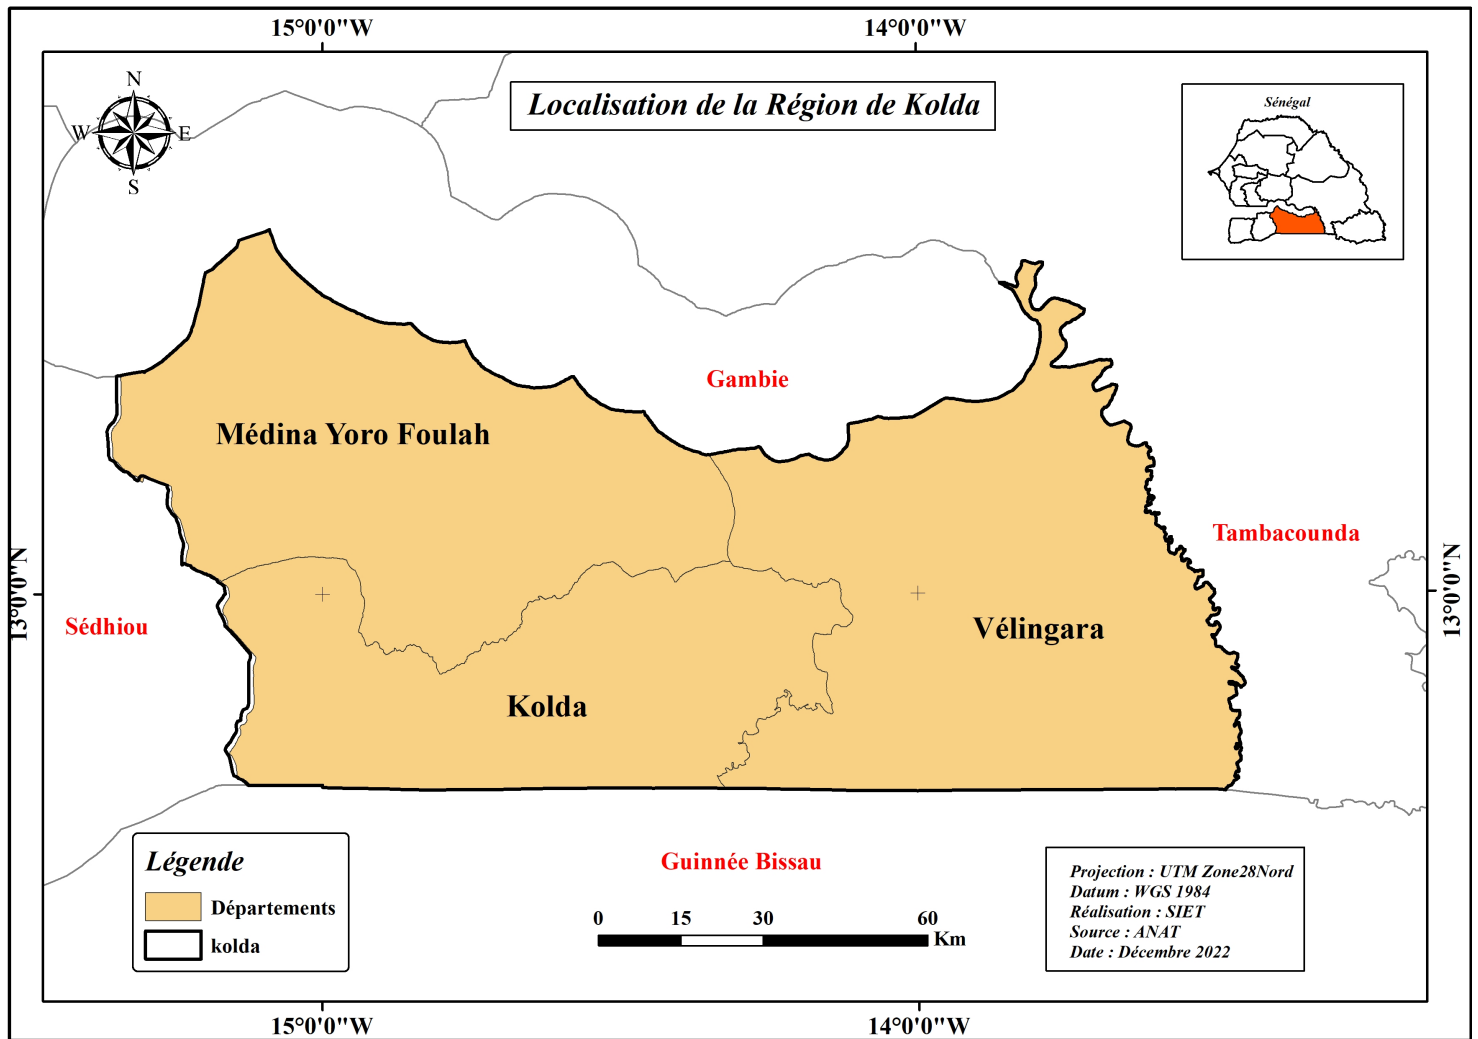 15°0'0"W
14°0'0"W
N
W
E
S
Localisation de la Région de Kolda
Sénégal
Gambie
Médina Yoro Foulah
Tambacounda
13°0'0"N
13°0'0"N
Sédhiou
Vélingara
Kolda
Guinnée Bissau
Légende
Départements
kolda
0 15 30 60
Km
Projection : UTM Zone28Nord
Datum : WGS 1984
Réalisation : SIET
Source : ANAT
Date : Décembre 2022
15°0'0"W
14°0'0"W